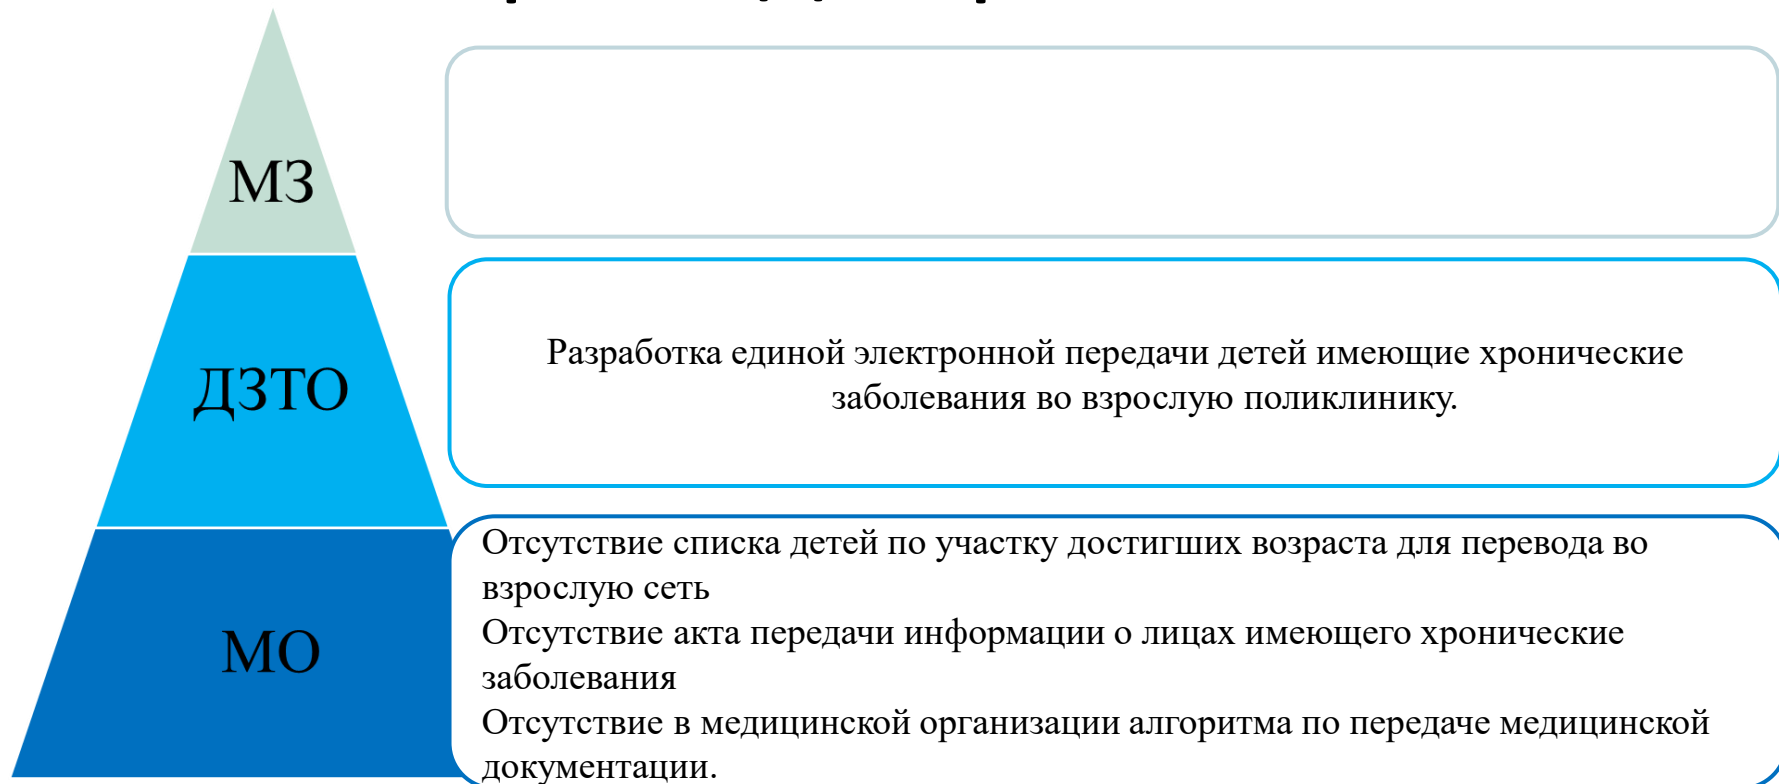 МЗ
ДЗТО
Разработка единой электронной передачи детей имеющие хронические
заболевания во взрослую поликлинику.
МО
Отсутствие списка детей по участку достигших возраста для перевода во
взрослую сеть
Отсутствие акта передачи информации о лицах имеющего хронические
заболевания
Отсутствие в медицинской организации алгоритма по передаче медицинской
документации.